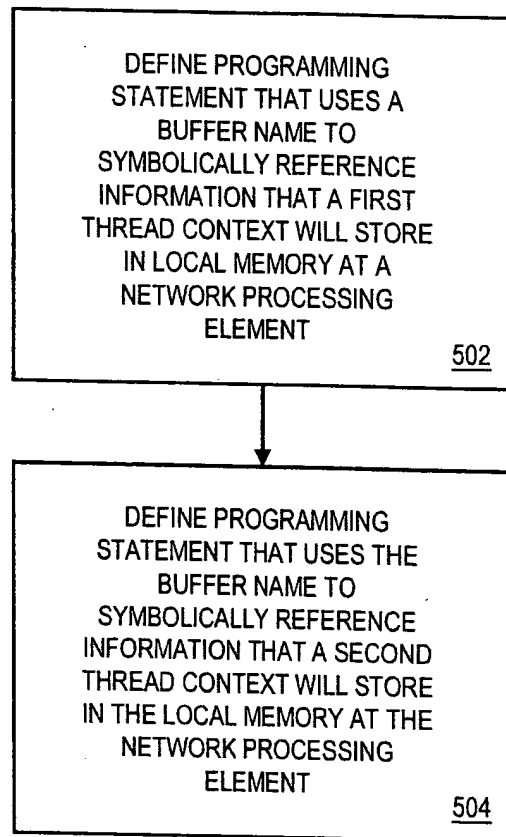 DEFINE PROGRAMMING
STATEMENT THAT USES A
BUFFER NAME TO
SYMBOLICALLY REFERENCE
INFORMATION THAT A FIRST
THREAD CONTEXT WILL STORE
IN LOCAL MEMORY AT A
NETWORK PROCESSING
ELEMENT
502
DEFINE PROGRAMMING
STATEMENT THAT USES THE
BUFFER NAME TO
SYMBOLICALLY REFERENCE
INFORMATION THAT A SECOND
THREAD CONTEXT WILL STORE
IN THE LOCAL MEMORY AT THE
NETWORK PROCESSING
ELEMENT
504